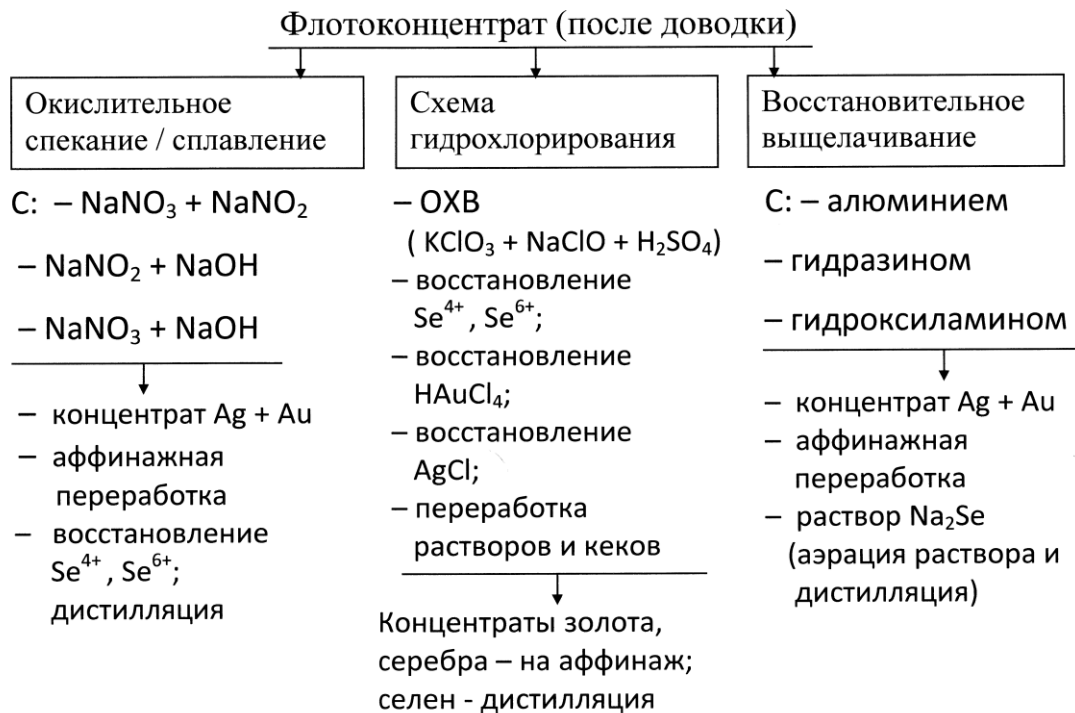 Флотоконцентрат (после доводки)
Окислительное
спекание / сплавление
С: – NaNO₃ + NaNO₂
– NaNO₂ + NaOH
– NaNO₃ + NaOH
– концентрат Ag + Au
– аффинажная
переработка
– восстановление
Se⁴⁺ , Se⁶⁺;
дистилляция
Схема
гидрохлорирования
– ОХВ
( KClO₃ + NaClO + H₂SO₄)
– восстановление
Se⁴⁺ , Se⁶⁺;
– восстановление
HAuCl₄;
– восстановление
AgCl;
– переработка
растворов и кеков
Концентраты золота,
серебра – на аффинаж;
селен - дистилляция
Восстановительное
выщелачивание
С: – алюминием
– гидразином
– гидроксиламином
– концентрат Ag + Au
– аффинажная
переработка
– раствор Na₂Se
(аэрация раствора и
дистилляция)